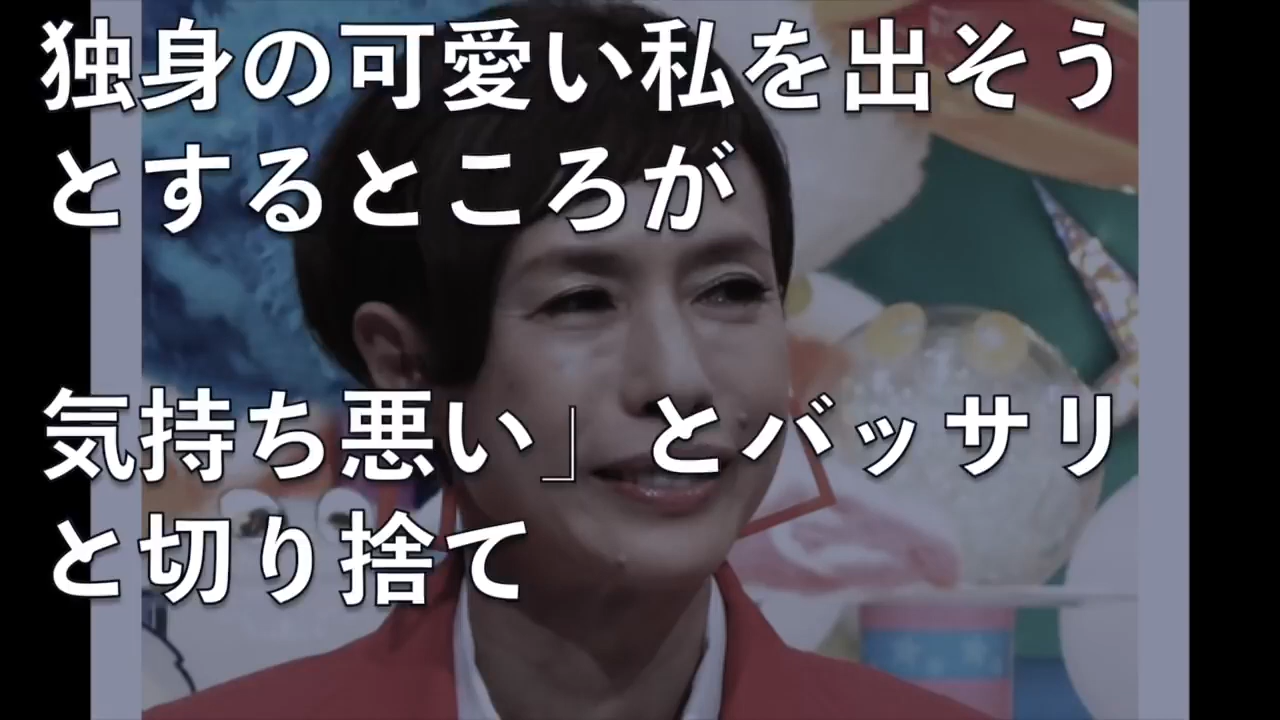 独身の可愛い私を出そう
とするところが
気持ち悪い」とバッサリ
と切り捨て